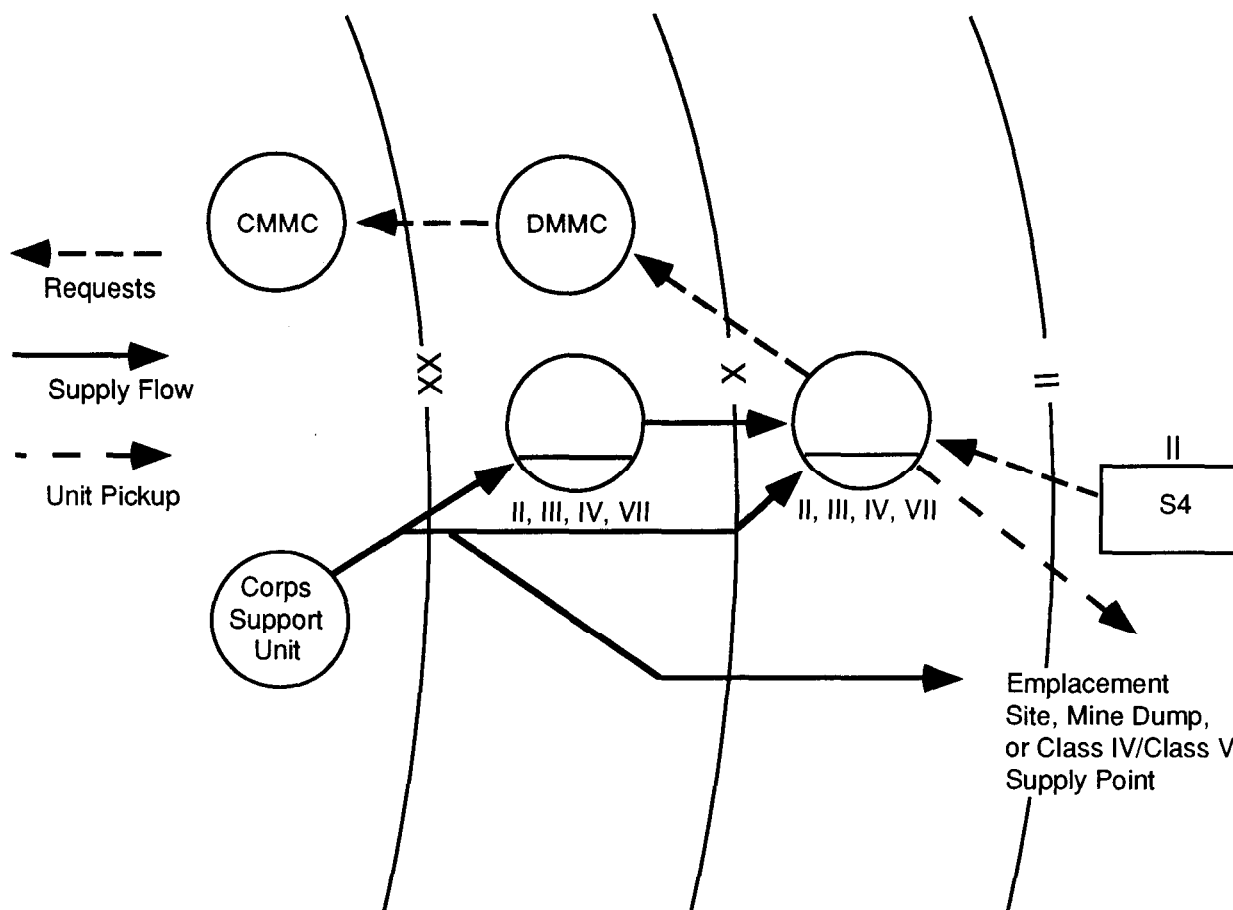 CMMC
DMMC
Requests
Supply Flow
Unit Pickup
XX
X
II
II, III, IV, VII
II, III, IV, VII
II
S4
Corps
Support
Unit
Emplacement
Site, Mine Dump,
or Class IV/Class V
Supply Point